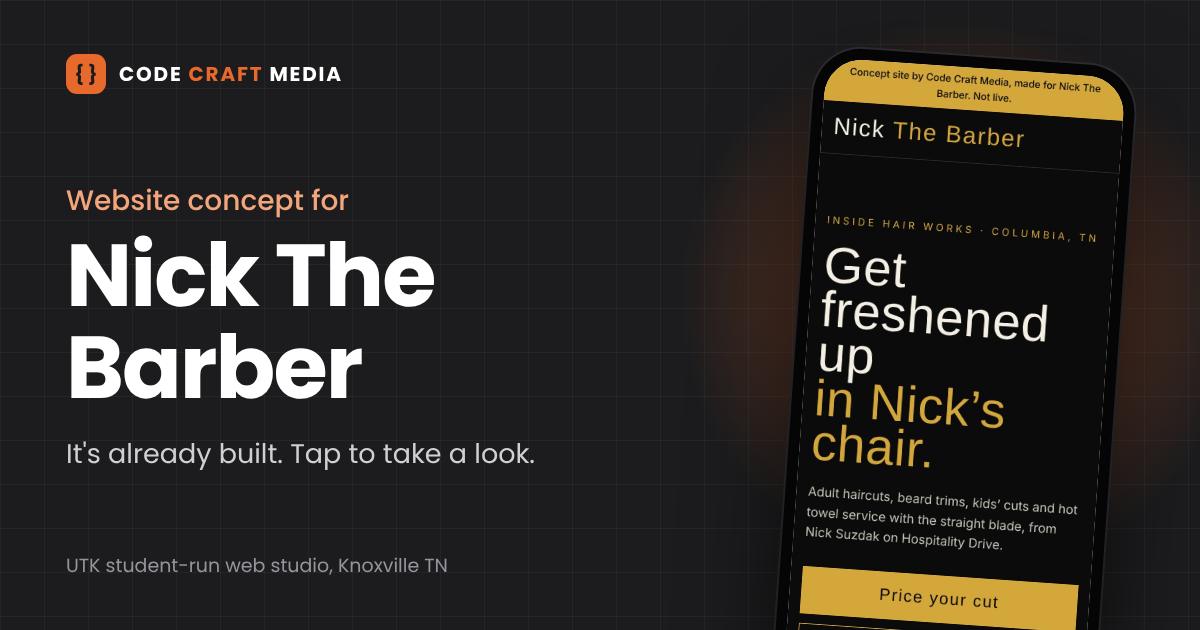 { } CODE CRAFT MEDIA
Website concept for
Nick The
Barber
It's already built. Tap to take a look.
UTK student-run web studio, Knoxville TN
Concept site by Code Craft Media, made for Nick The
Barber. Not live.
Nick The Barber
INSIDE HAIR WORKS · COLUMBIA, TN
Get
freshened
up
in Nick’s
chair.
Adult haircuts, beard trims, kids’ cuts and hot
towel service with the straight blade, from
Nick Suzdak on Hospitality Drive.
Price your cut